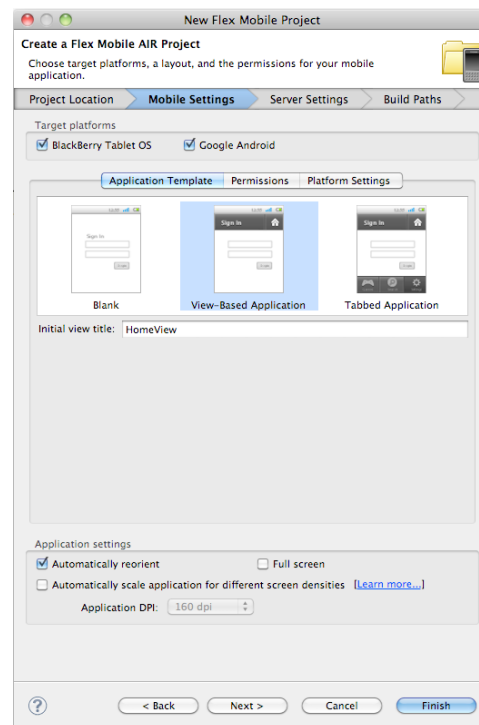 New Flex Mobile Project
Create a Flex Mobile AIR Project
Choose target platforms, a layout, and the permissions for your mobile
application.
Project Location Mobile Settings Server Settings Build Paths
Target platforms
BlackBerry Tablet OS Google Android
Application Template Permissions Platform Settings
Sign In Sign In Sign In
Blank View-Based Application Tabbed Application
Initial view title: HomeView
Application settings
Automatically reorient Full screen
Automatically scale application for different screen densities [Learn more...]
Application DPI: 160 dpi
? < Back Next > Cancel Finish